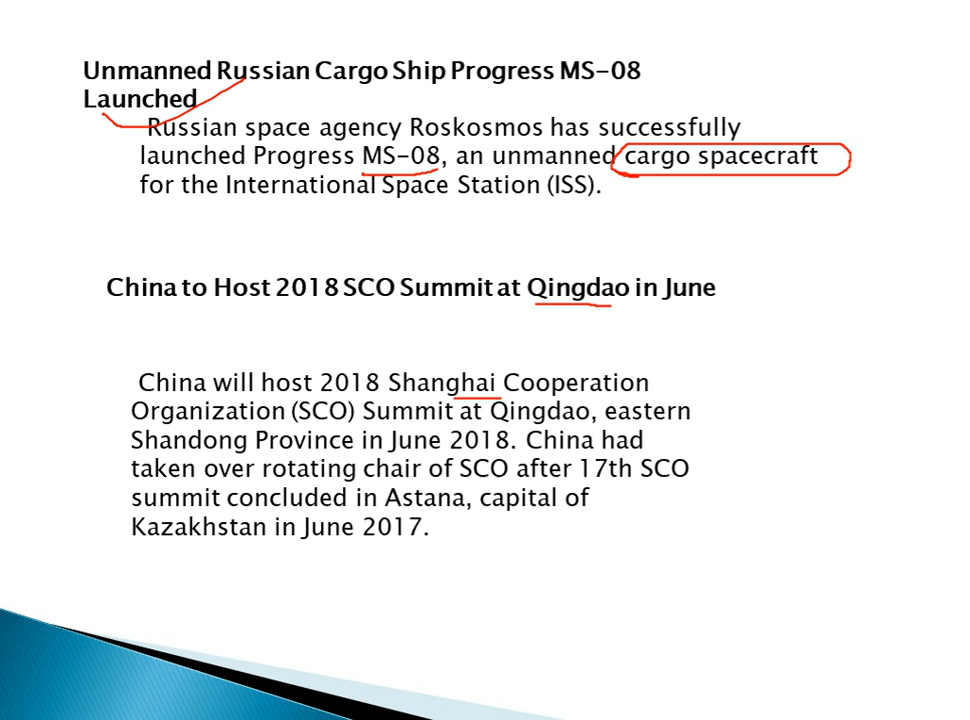 Unmanned Russian Cargo Ship Progress MS-08
Launched
Russian space agency Roskosmos has successfully
launched Progress MS-08, an unmanned cargo spacecraft
for the International Space Station (ISS).
China to Host 2018 SCO Summit at Qingdao in June
China will host 2018 Shanghai Cooperation
Organization (SCO) Summit at Qingdao, eastern
Shandong Province in June 2018. China had
taken over rotating chair of SCO after 17th SCO
summit concluded in Astana, capital of
Kazakhstan in June 2017.